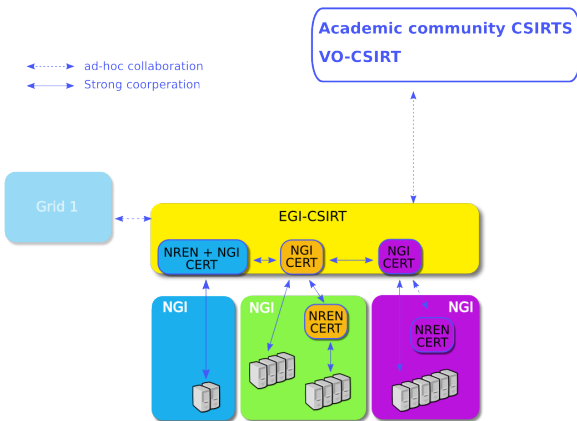 Academic community CSIRTS
VO-CSIRT
ad-hoc collaboration
Strong coorperation
Grid 1
EGI-CSIRT
NREN + NGI
CERT
NGI
CERT
NGI
CERT
NGI
NGI
NGI
NREN
CERT
NREN
CERT